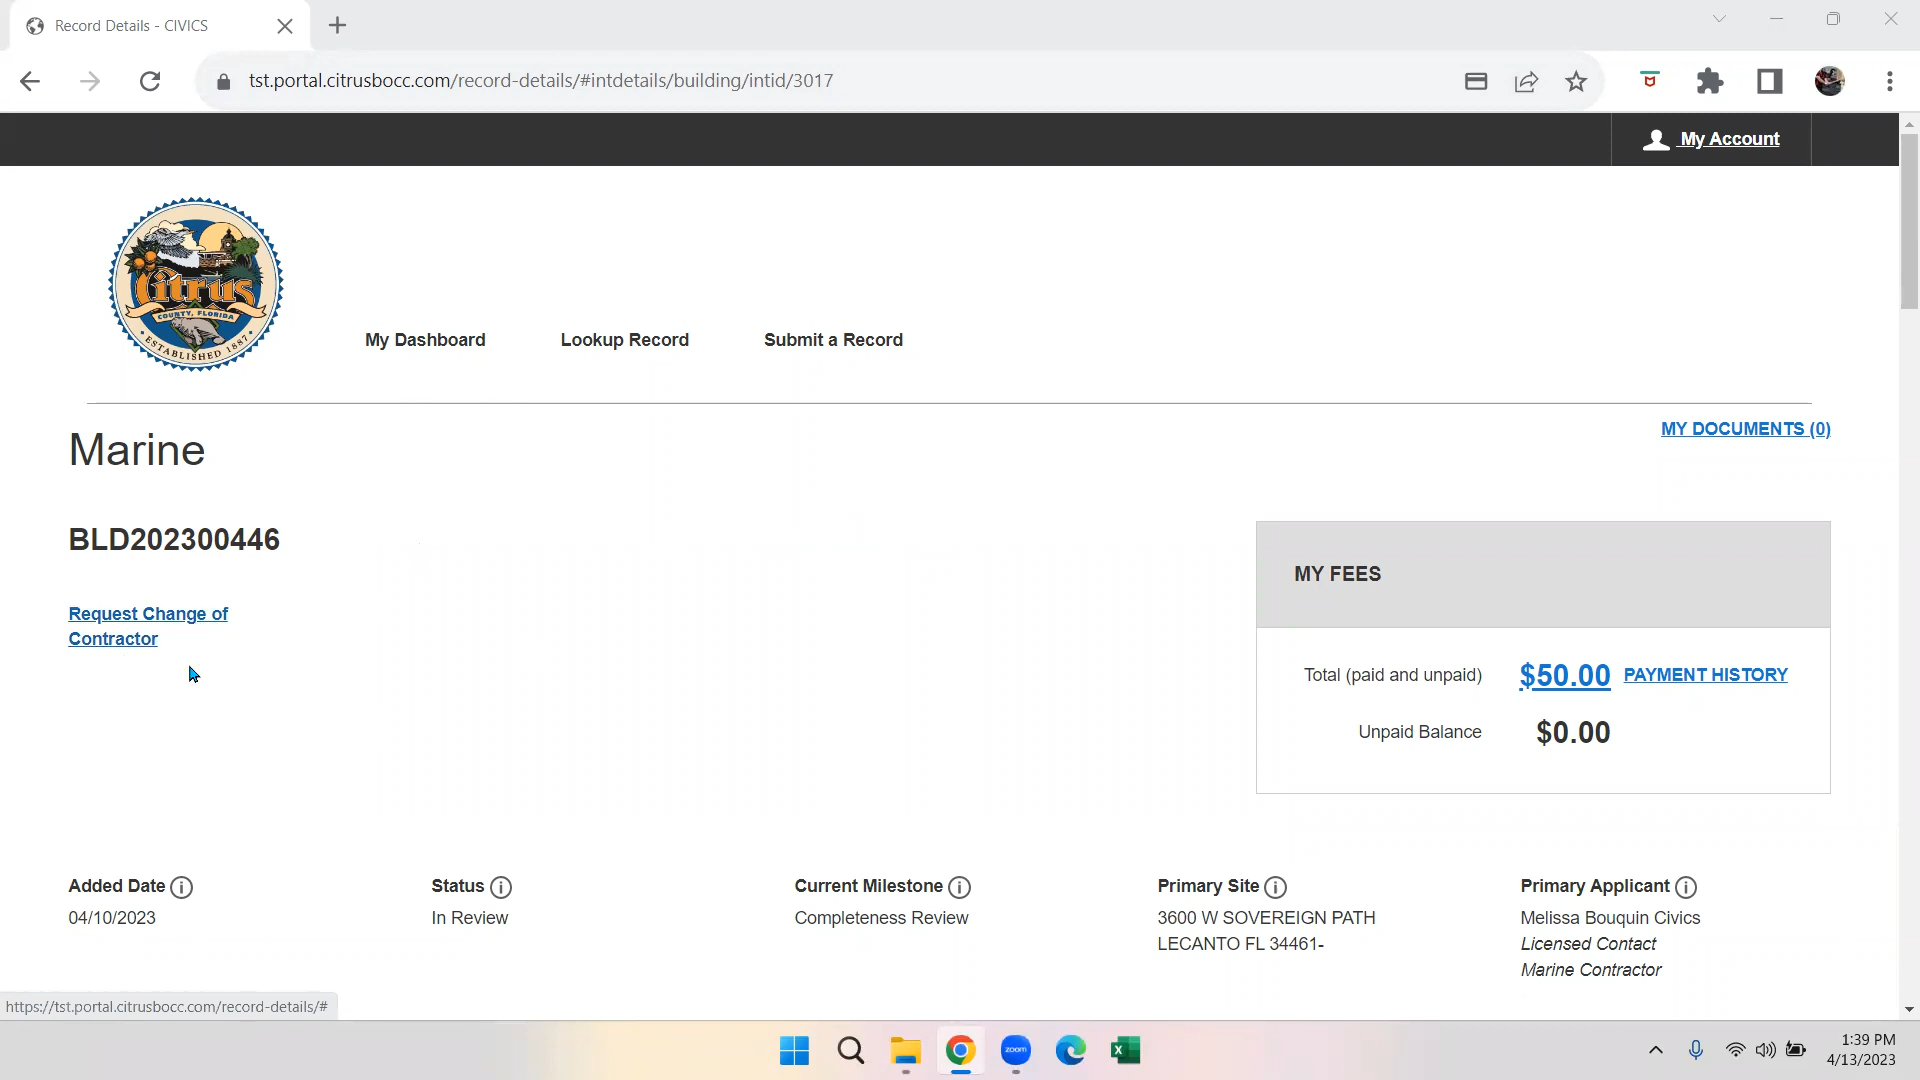 Record Details - CIVICS
tst.portal.citrusbocc.com/record-details/#intdetails/building/intid/3017
My Account
Citrus
COUNTY, FLORIDA
ESTABLISHED 1887
My Dashboard
Lookup Record
Submit a Record
Marine
MY DOCUMENTS (0)
BLD202300446
Request Change of
Contractor
MY FEES
Total (paid and unpaid) $50.00 PAYMENT HISTORY
Unpaid Balance $0.00
Added Date
04/10/2023
Status
In Review
Current Milestone
Completeness Review
Primary Site
3600 W SOVEREIGN PATH
LECANTO FL 34461-
Primary Applicant
Melissa Bouquin Civics
Licensed Contact
Marine Contractor
https://tst.portal.citrusbocc.com/record-details/#
zoom
1:39 PM
4/13/2023